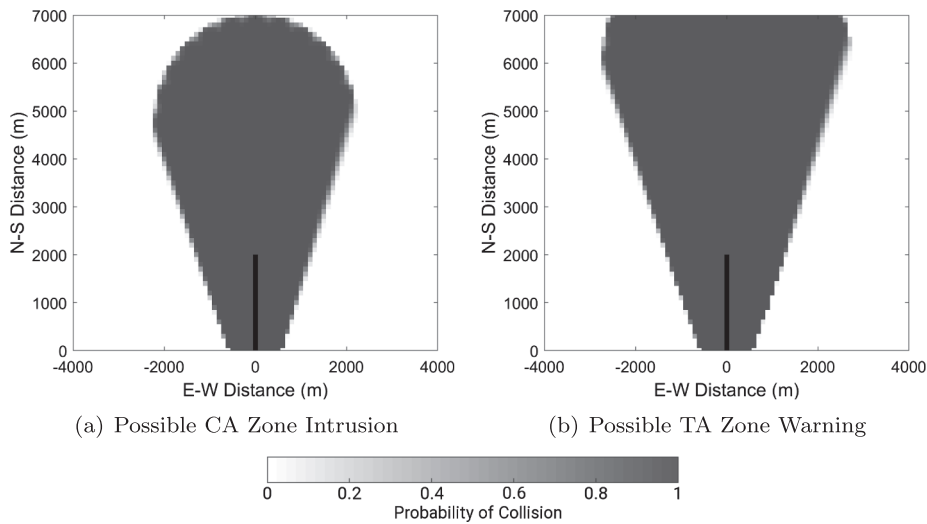 7000
6000
5000
4000
3000
2000
1000
0
N-S Distance (m)
-4000 -2000 0 2000 4000
E-W Distance (m)
(a) Possible CA Zone Intrusion
7000
6000
5000
4000
3000
2000
1000
0
N-S Distance (m)
-4000 -2000 0 2000 4000
E-W Distance (m)
(b) Possible TA Zone Warning
0 0.2 0.4 0.6 0.8 1
Probability of Collision